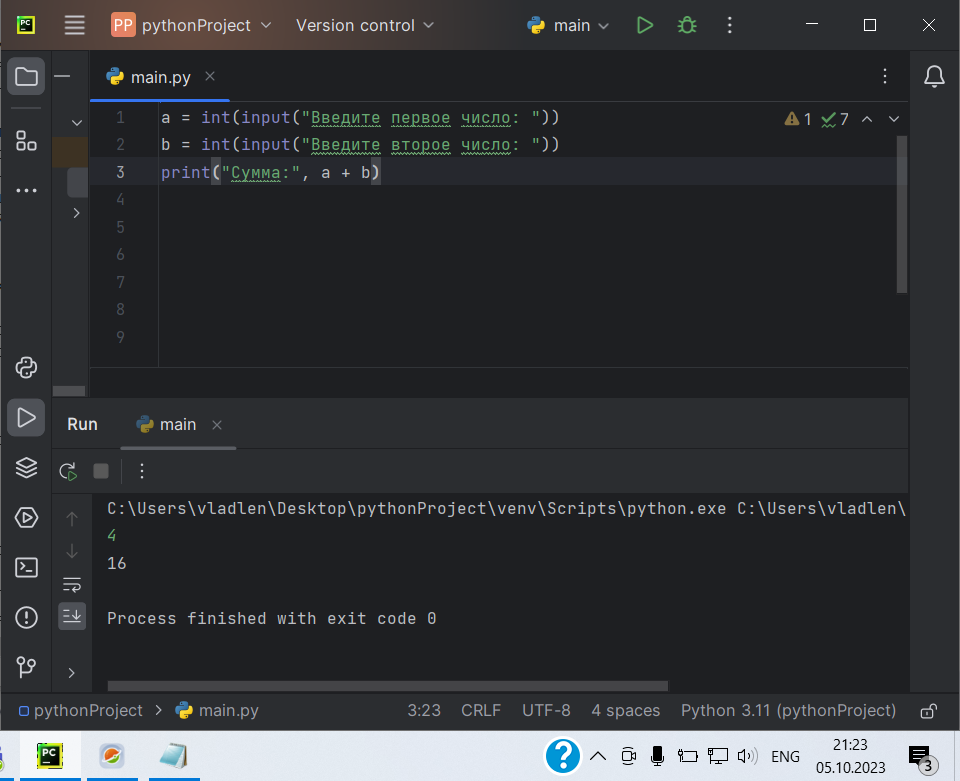 PC PP pythonProject Version control main
main.py
1 a = int(input("Введите первое число: ")) 1 7
2 b = int(input("Введите второе число: "))
3 print("Сумма:", a + b)
4
5
6
7
8
9
Run main
C:\Users\vladlen\Desktop\pythonProject\venv\Scripts\python.exe C:\Users\vladlen\
4
16
Process finished with exit code 0
pythonProject > main.py 3:23 CRLF UTF-8 4 spaces Python 3.11 (pythonProject)
PC ? ENG 21:23
05.10.2023 3